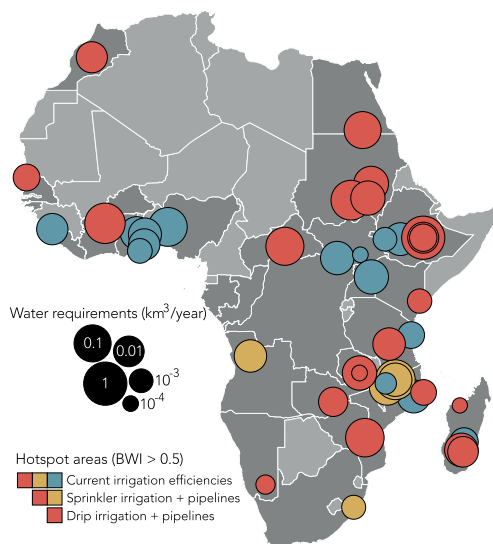 Water requirements (km³/year)
0.1
0.01
1
10⁻³
10⁻⁴
Hotspot areas (BWI > 0.5)
Current irrigation efficiencies
Sprinkler irrigation + pipelines
Drip irrigation + pipelines